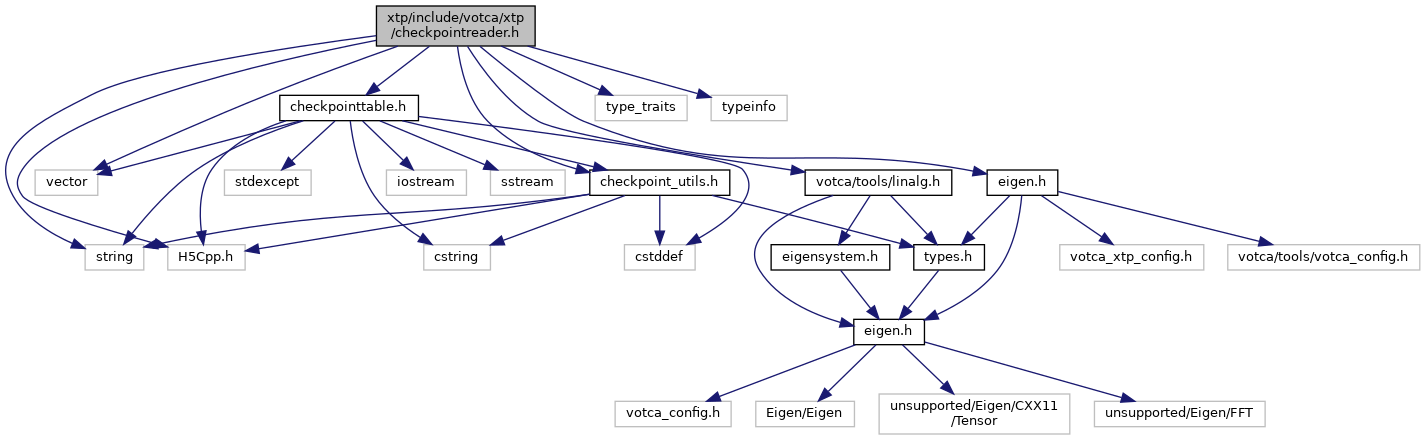 xtp/include/votca/xtp
/checkpointreader.h
checkpointtable.h
type_traits
typeinfo
vector
stdexcept
iostream
sstream
checkpoint_utils.h
votca/tools/linalg.h
eigen.h
string
H5Cpp.h
cstring
cstddef
eigensystem.h
types.h
votca_xtp_config.h
votca/tools/votca_config.h
eigen.h
votca_config.h
Eigen/Eigen
unsupported/Eigen/CXX11
/Tensor
unsupported/Eigen/FFT